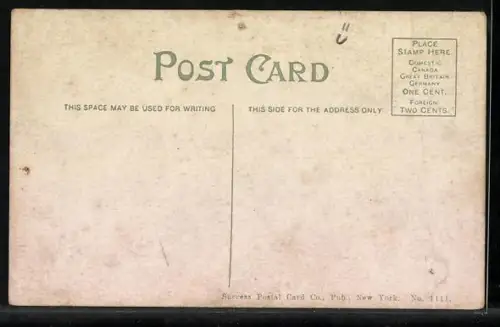 POST CARD
THIS SPACE MAY BE USED FOR WRITING
THIS SIDE FOR THE ADDRESS ONLY
PLACE
STAMP HERE
DOMESTIC
CANADA
GREAT BRITAIN
GERMANY
ONE CENT.
FOREIGN
TWO CENTS.
Success Postal Card Co., Pub., New York. No. 1111.